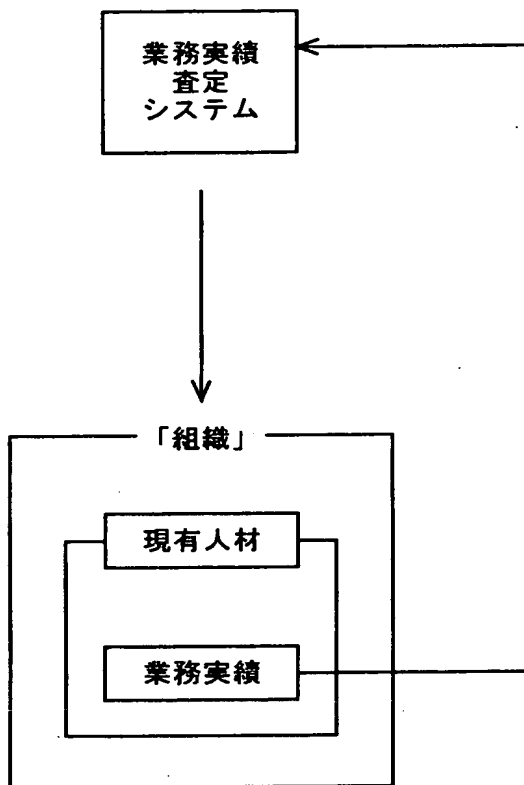 業務実績
査定
システム
「組織」
現有人材
業務実績